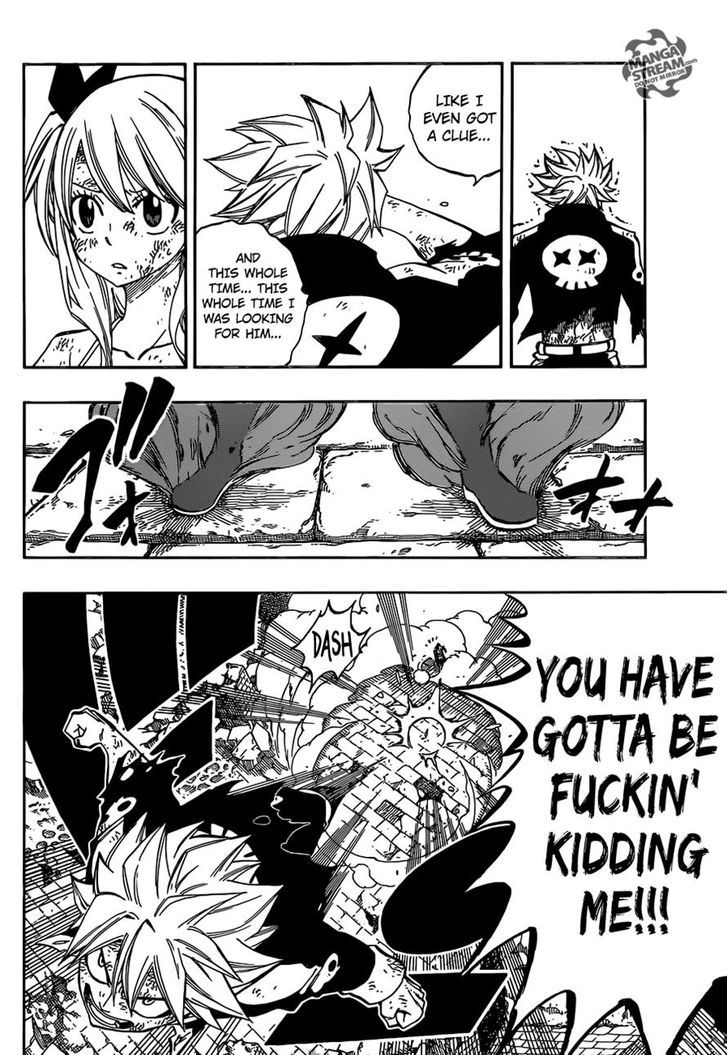 MANGA
STREAM.com
DO NOT MIRROR
LIKE I
EVEN GOT
A CLUE...
AND
THIS WHOLE
TIME... THIS
WHOLE TIME I
WAS LOOKING
FOR HIM...
DASH
YOU HAVE
GOTTA BE
FUCKIN'
KIDDING
ME!!!